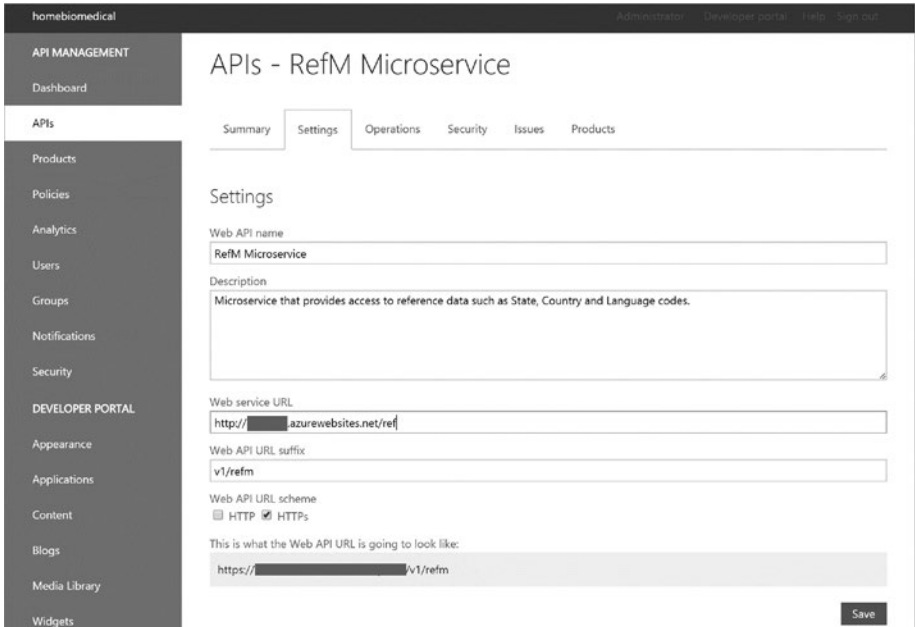 homebiomedical
Administrator Developer portal Help Sign out
API MANAGEMENT
Dashboard
APIs
Products
Policies
Analytics
Users
Groups
Notifications
Security
DEVELOPER PORTAL
Appearance
Applications
Content
Blogs
Media Library
Widgets
APIs - RefM Microservice
Summary Settings Operations Security Issues Products
Settings
Web API name
RefM Microservice
Description
Microservice that provides access to reference data such as State, Country and Language codes.
Web service URL
http:// .azurewebsites.net/ref
Web API URL suffix
v1/refm
Web API URL scheme
HTTP HTTPs
This is what the Web API URL is going to look like:
https:// /v1/refm
Save